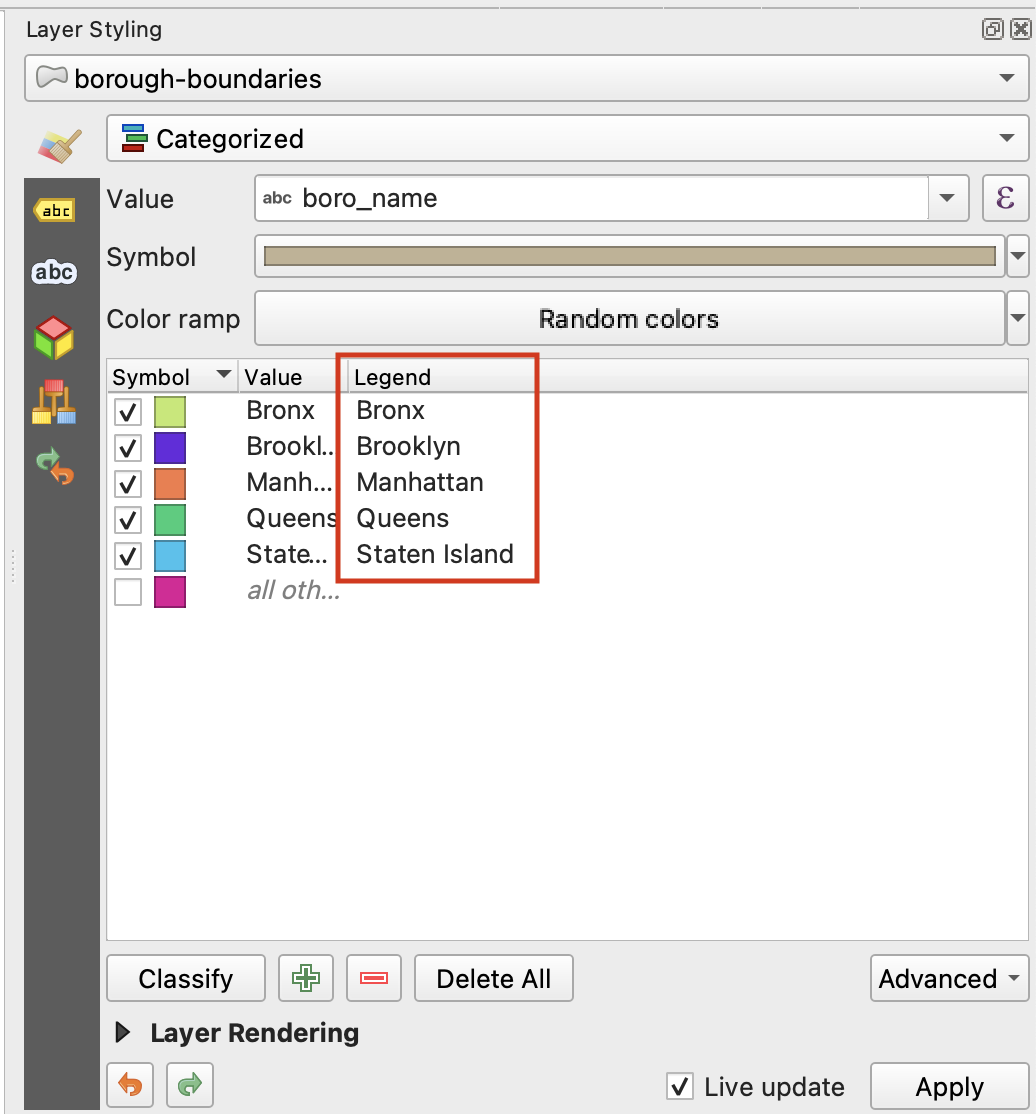 Layer Styling
borough-boundaries
Categorized
abc
Value abc boro_name ε
abc
Symbol
Color ramp Random colors
Symbol Value Legend
Bronx Bronx
Brookl... Brooklyn
Manh... Manhattan
Queens Queens
State... Staten Island
all oth...
Classify Delete All Advanced
Layer Rendering
Live update Apply